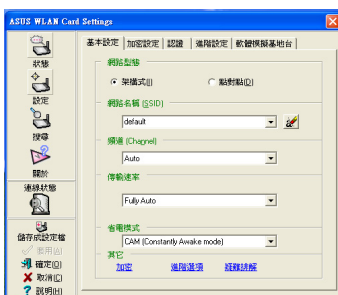 ASUS WLAN Card Settings
狀態
設定
搜尋
關於
連線狀態
儲存成設定檔
套用(A)
確定(O)
取消(C)
說明(H)
基本設定
加密設定
認證
進階設定
軟體模擬基地台
網路型態
架構式(I)
點對點(D)
網路名稱 (SSID)
default
頻道 (Channel)
Auto
傳輸速率
Fully Auto
省電模式
CAM (Constantly Awake mode)
其它
加密
進階選項
疑難排解